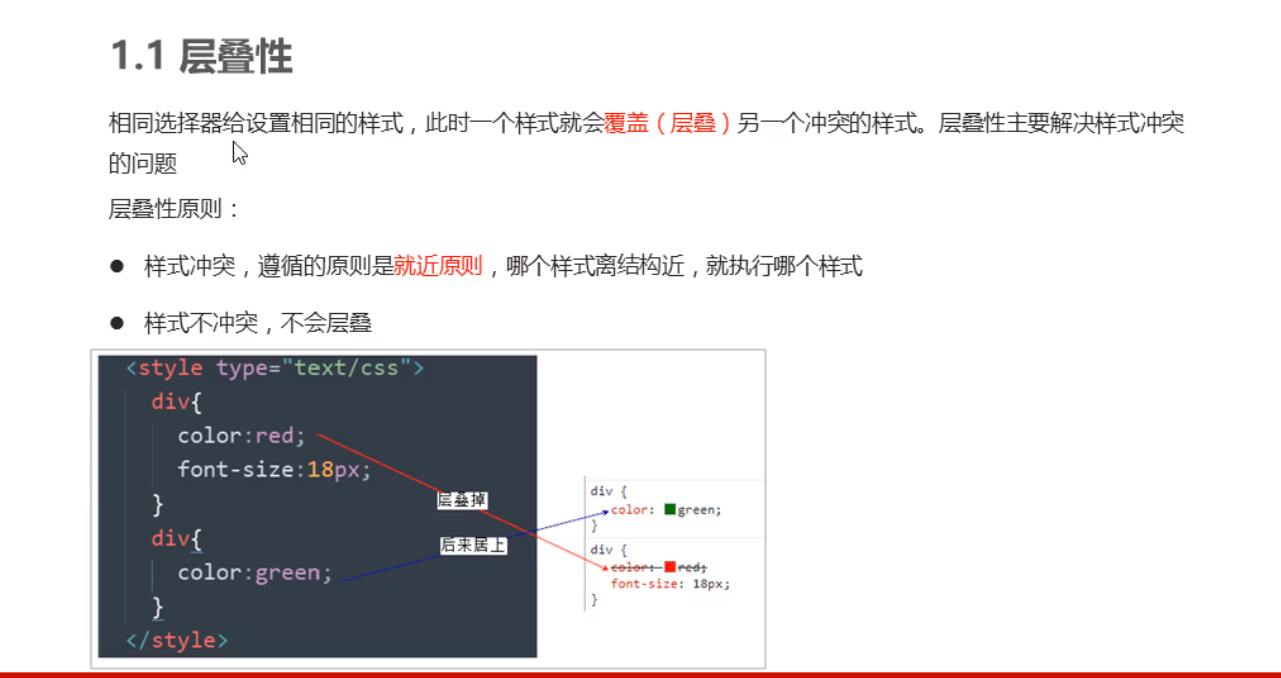 1.1 层叠性
相同选择器给设置相同的样式，此时一个样式就会覆盖（层叠）另一个冲突的样式。层叠性主要解决样式冲突
的问题
层叠性原则：
● 样式冲突，遵循的原则是就近原则，哪个样式离结构近，就执行哪个样式
● 样式不冲突，不会层叠
<style type="text/css">
div{
color:red;
font-size:18px;
}
div{
color:green;
}
</style>
层叠掉
后来居上
div {
color: green;
}
div {
color: red;
font-size: 18px;
}